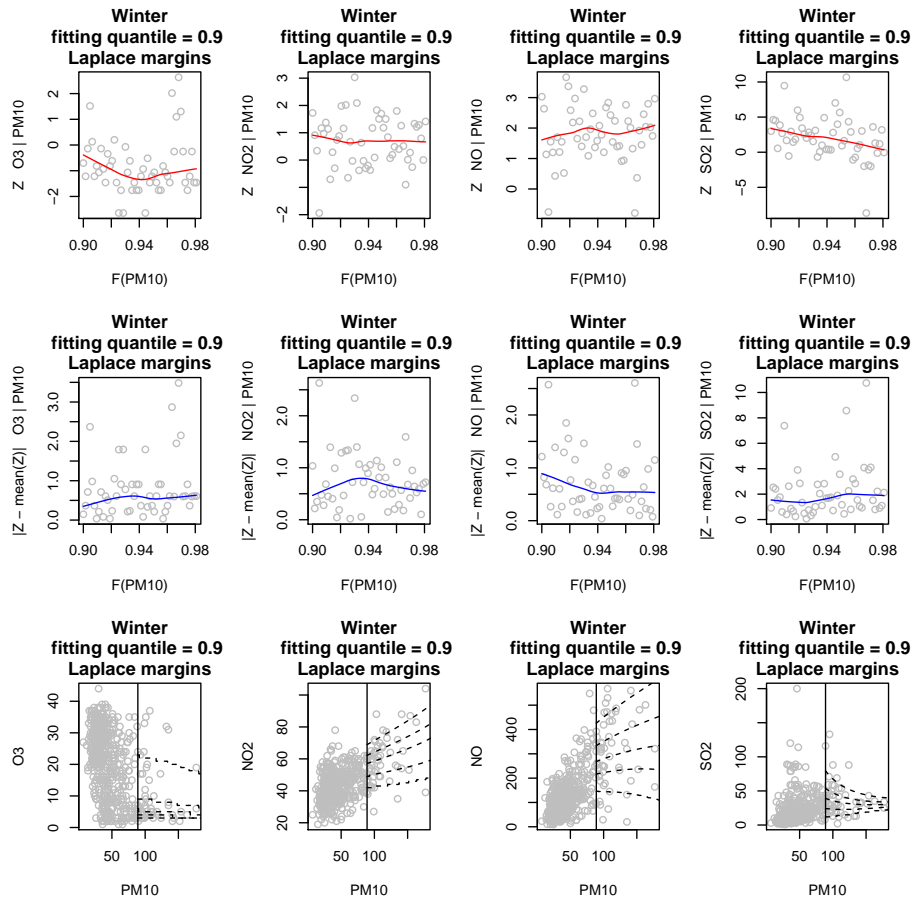 Winter
fitting quantile = 0.9
Laplace margins
Z O3 | PM10
−2
0
2
0.90
0.94
0.98
F(PM10)
Winter
fitting quantile = 0.9
Laplace margins
Z NO2 | PM10
−2
0
1
2
3
0.90
0.94
0.98
F(PM10)
Winter
fitting quantile = 0.9
Laplace margins
Z NO | PM10
0
1
2
3
0.90
0.94
0.98
F(PM10)
Winter
fitting quantile = 0.9
Laplace margins
Z SO2 | PM10
−5
0
5
10
0.90
0.94
0.98
F(PM10)
Winter
fitting quantile = 0.9
Laplace margins
|Z − mean(Z)| O3 | PM10
0.0
1.0
2.0
3.0
0.90
0.94
0.98
F(PM10)
Winter
fitting quantile = 0.9
Laplace margins
|Z − mean(Z)| NO2 | PM10
0.0
1.0
2.0
0.90
0.94
0.98
F(PM10)
Winter
fitting quantile = 0.9
Laplace margins
|Z − mean(Z)| NO | PM10
0.0
1.0
2.0
0.90
0.94
0.98
F(PM10)
Winter
fitting quantile = 0.9
Laplace margins
|Z − mean(Z)| SO2 | PM10
0
2
4
6
8
10
0.90
0.94
0.98
F(PM10)
Winter
fitting quantile = 0.9
Laplace margins
O3
0
10
20
30
40
50
100
PM10
Winter
fitting quantile = 0.9
Laplace margins
NO2
20
40
60
80
50
100
PM10
Winter
fitting quantile = 0.9
Laplace margins
NO
0
200
400
50
100
PM10
Winter
fitting quantile = 0.9
Laplace margins
SO2
0
50
100
200
50
100
PM10